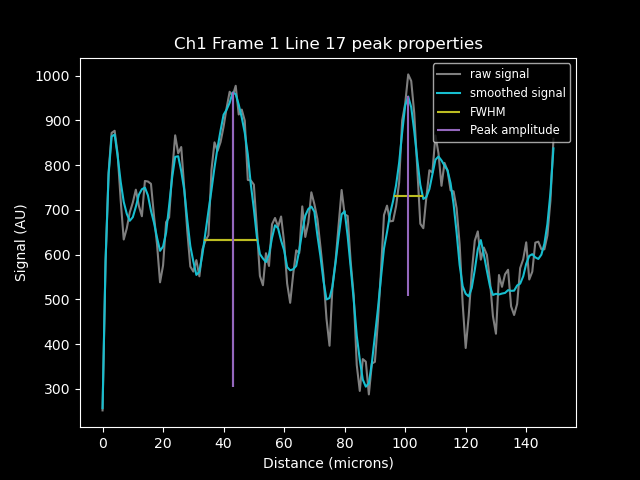 Ch1 Frame 1 Line 17 peak properties
raw signal
smoothed signal
FWHM
Peak amplitude
Signal (AU)
1000
900
800
700
600
500
400
300
0 20 40 60 80 100 120 140
Distance (microns)